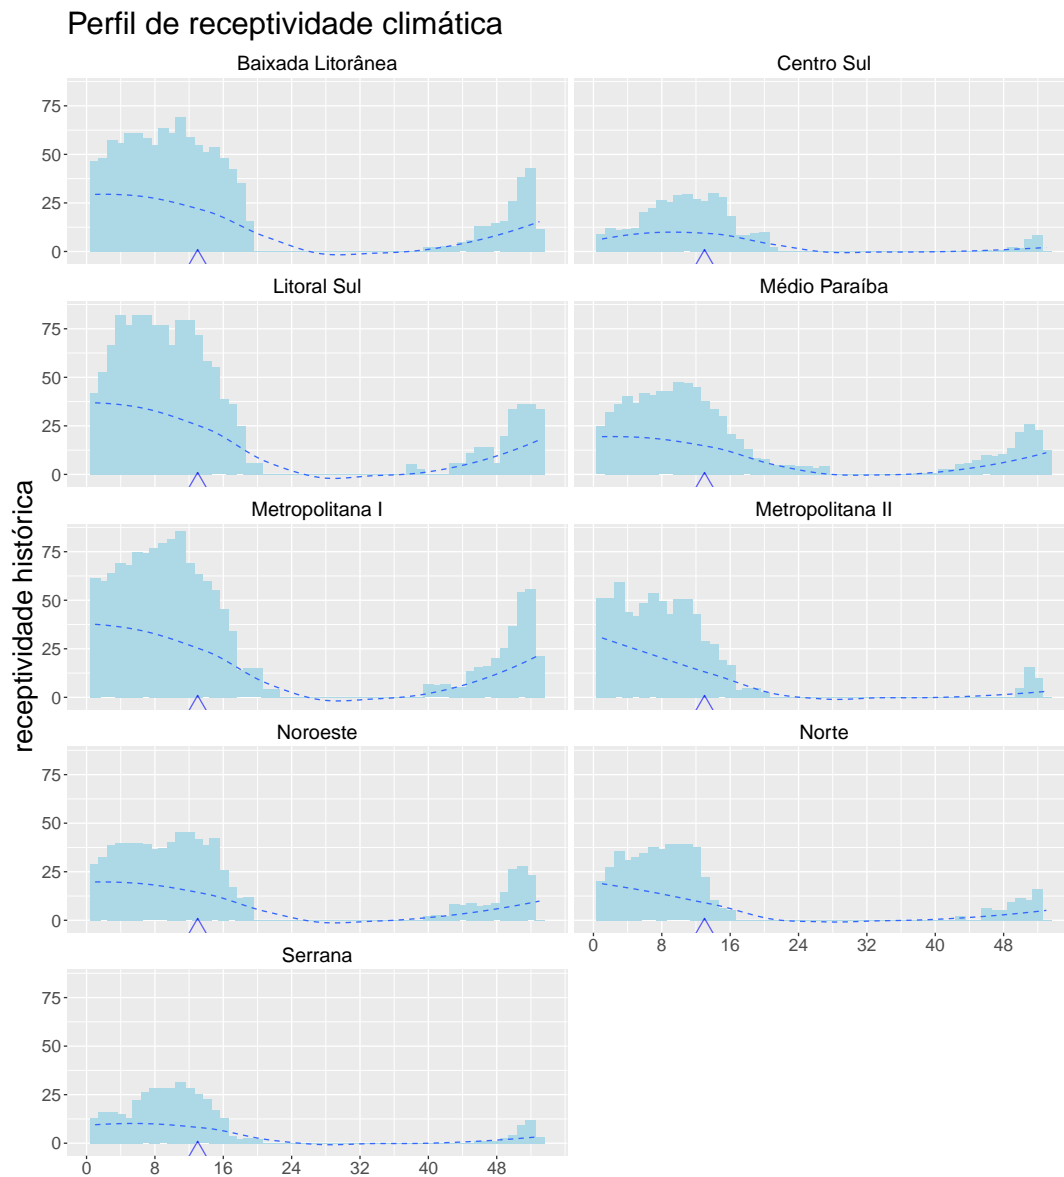 Perfil de receptividade climática
Baixada Litorânea
Centro Sul
75
50
25
0
Litoral Sul
Médio Paraíba
75
50
25
0
Metropolitana I
Metropolitana II
75
50
25
0
receptividade histórica
Noroeste
Norte
75
50
25
0
0 8 16 24 32 40 48
Serrana
75
50
25
0
0 8 16 24 32 40 48